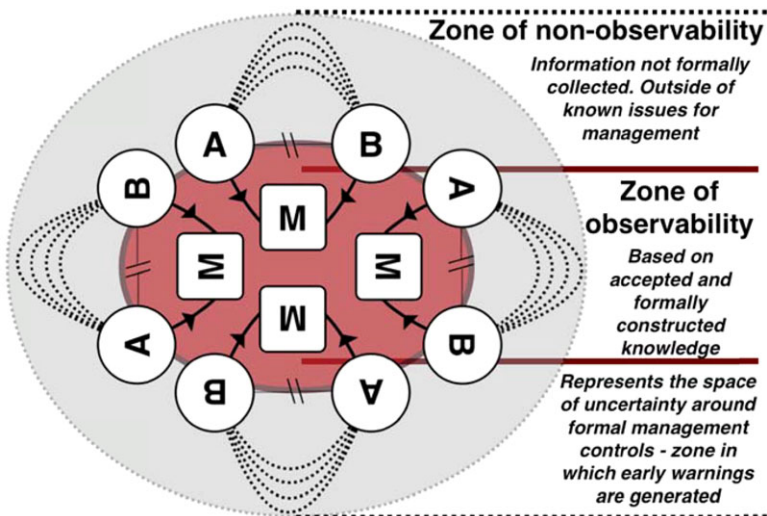 Zone of non-observability
Information not formally
collected. Outside of
known issues for
management
A
B
B
A
M
Zone of
observability
M
M
Based on
accepted and
formally
constructed
knowledge
M
A
B
B
A
Represents the space
of uncertainty around
formal management
controls - zone in
which early warnings
are generated